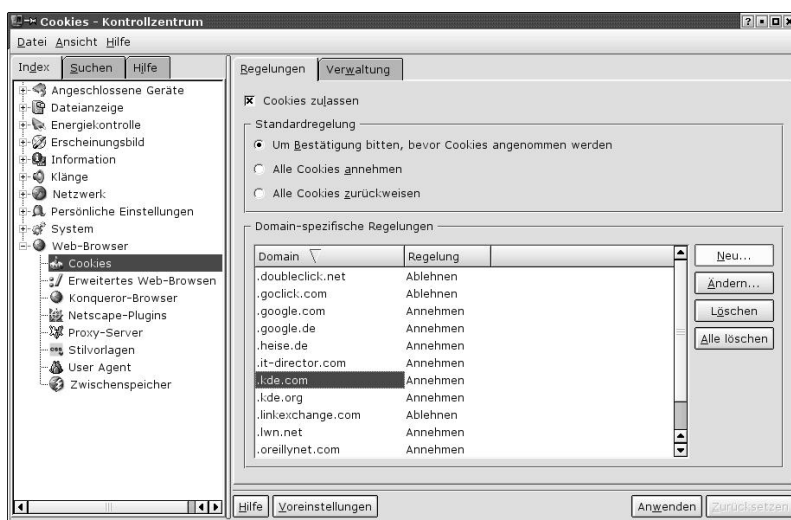 Cookies - Kontrollzentrum
Datei Ansicht Hilfe
Index Suchen Hilfe
Angeschlossene Geräte
Dateianzeige
Energiekontrolle
Erscheinungsbild
Information
Klänge
Netzwerk
Persönliche Einstellungen
System
Web-Browser
Cookies
Erweitertes Web-Browsen
Konqueror-Browser
Netscape-Plugins
Proxy-Server
Stilvorlagen
User Agent
Zwischenspeicher
Regelungen Verwaltung
Cookies zulassen
Standardregelung
Um Bestätigung bitten, bevor Cookies angenommen werden
Alle Cookies annehmen
Alle Cookies zurückweisen
Domain-spezifische Regelungen
Domain Regelung
.doubleclick.net Ablehnen
.goclick.com Ablehnen
.google.com Annehmen
.google.de Annehmen
.heise.de Annehmen
.it-director.com Annehmen
.kde.com Annehmen
.kde.org Annehmen
.linkexchange.com Ablehnen
.lwn.net Annehmen
.oreillynet.com Annehmen
Neu...
Ändern...
Löschen
Alle löschen
Hilfe Voreinstellungen Anwenden Zurücksetzen